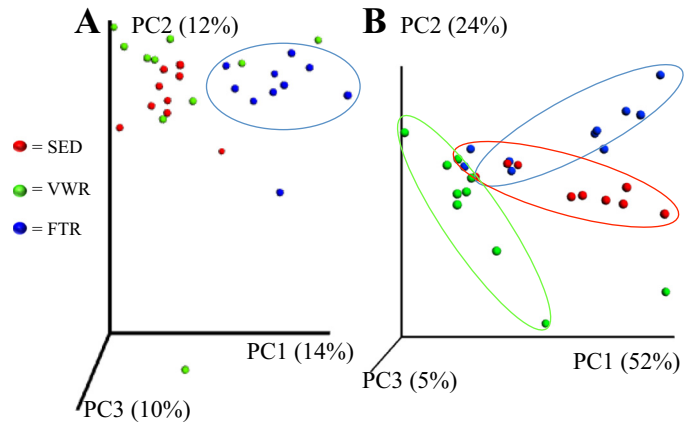 A
PC2 (12%)
= SED
= VWR
= FTR
PC1 (14%)
PC3 (10%)
B
PC2 (24%)
PC1 (52%)
PC3 (5%)